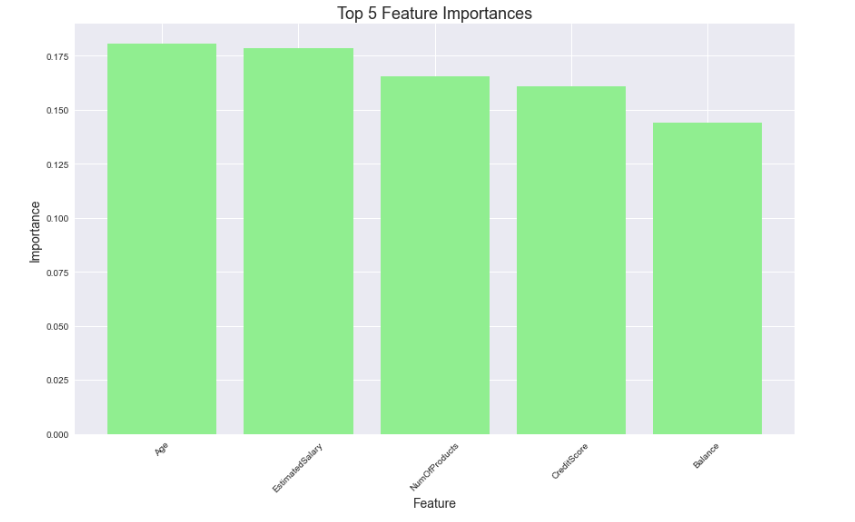 Top 5 Feature Importances
Importance
0.175
0.150
0.125
0.100
0.075
0.050
0.025
0.000
Age
EstimatedSalary
NumOfProducts
CreditScore
Balance
Feature